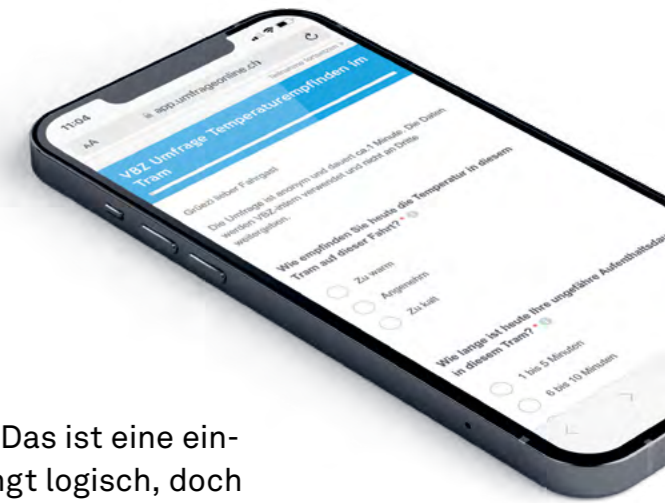 11:04
AA
app.umfrageonline.ch
Teilnahme fortsetzen >
VBZ Umfrage Temperaturempfinden im
Tram
Grüezi lieber Fahrgast
Die Umfrage ist anonym und dauert ca.1 Minute. Die Daten
werden VBZ-intern verwendet und nicht an Dritte
weitergeben.
Wie empfinden Sie heute die Temperatur in diesem
Tram auf dieser Fahrt? *
Zu warm
Angenehm
Zu kalt
Wie lange ist heute Ihre ungefähre
in diesem Tram? *
1 bis 5 Minuten
6 bis 10 Minuten
Das ist eine ein-
ngt logisch, doch